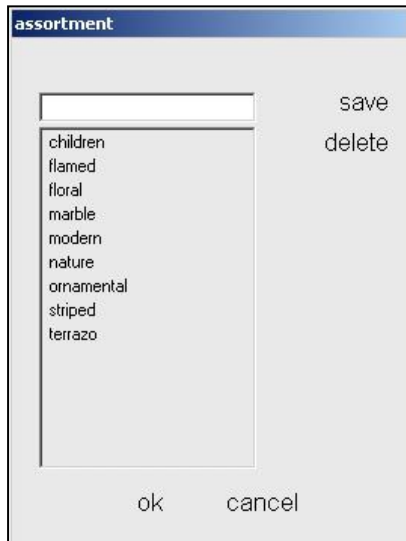 assortment
save
delete
children
flamed
floral
marble
modern
nature
ornamental
striped
terrazo
ok cancel